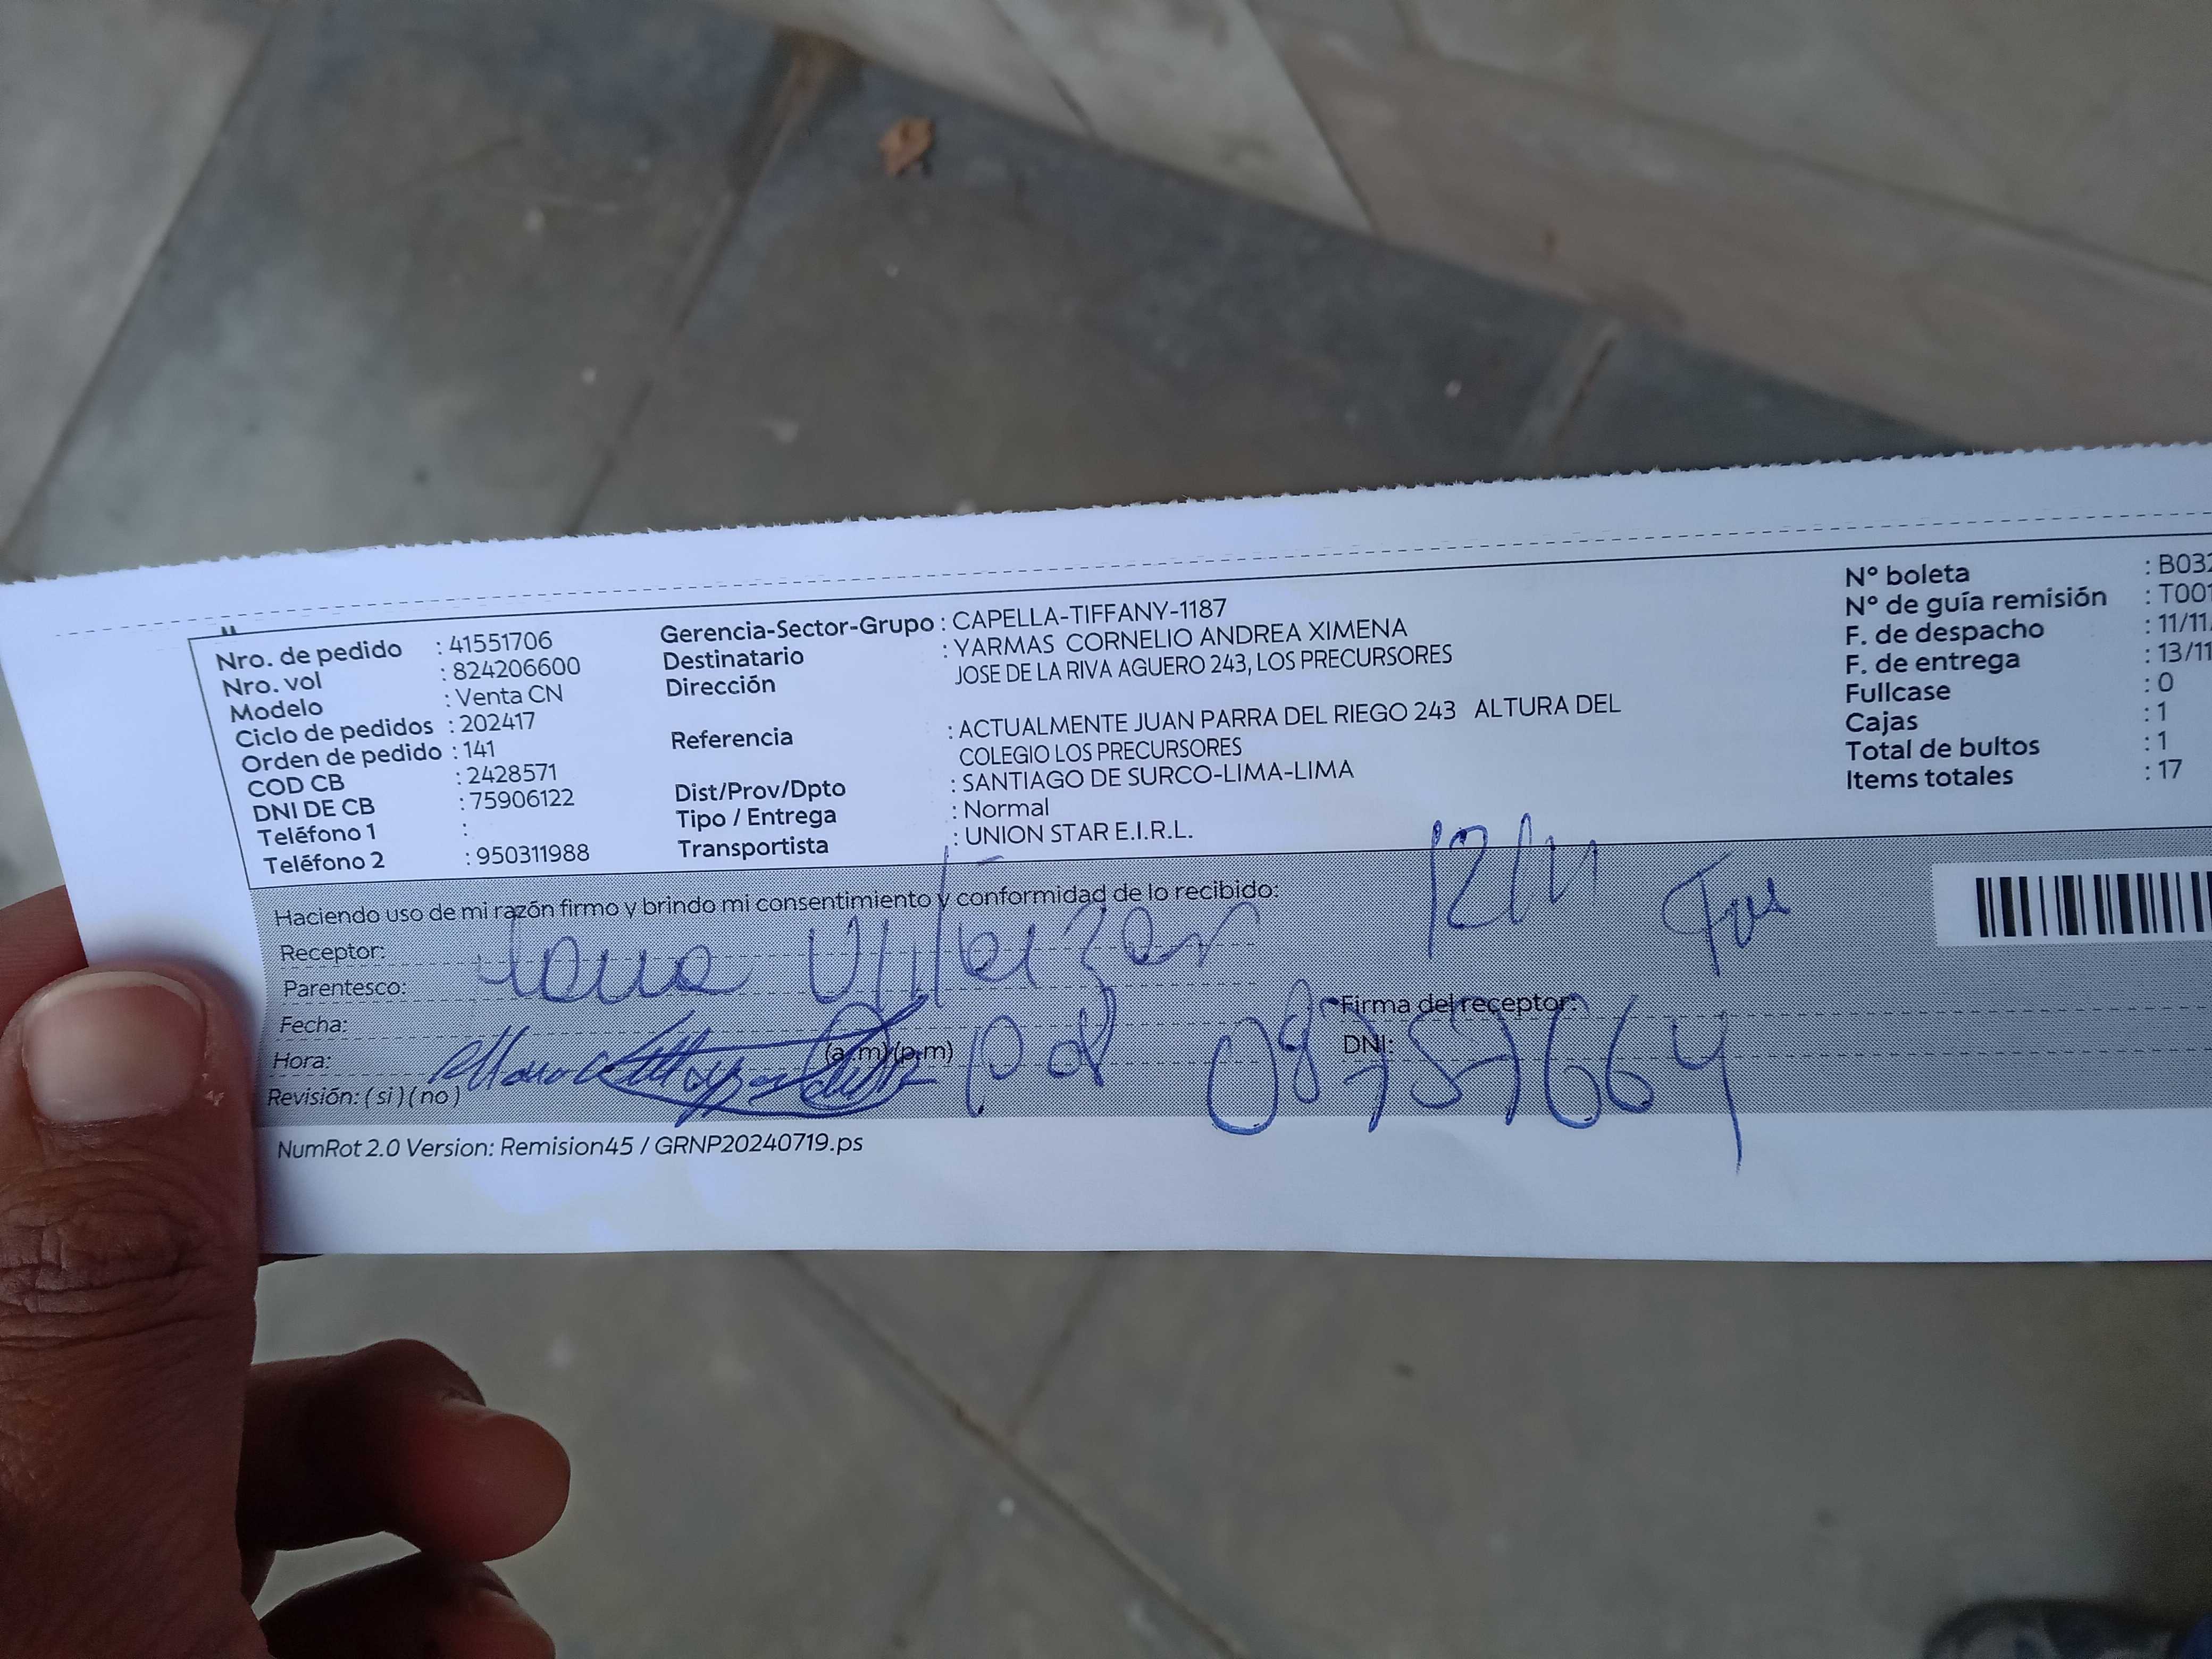 Nro. de pedido : 41551706
Nro. vol : 824206600
Modelo : Venta CN
Ciclo de pedidos : 202417
Orden de pedido : 141
COD CB : 2428571
DNI DE CB : 75906122
Teléfono 1 :
Teléfono 2 : 950311988
Gerencia-Sector-Grupo : CAPELLA-TIFFANY-1187
Destinatario : YARMAS CORNELIO ANDREA XIMENA
Dirección JOSE DE LA RIVA AGUERO 243, LOS PRECURSORES
Referencia : ACTUALMENTE JUAN PARRA DEL RIEGO 243 ALTURA DEL
COLEGIO LOS PRECURSORES
Dist/Prov/Dpto : SANTIAGO DE SURCO-LIMA-LIMA
Tipo / Entrega : Normal
Transportista : UNION STAR E.I.R.L.
N° boleta : B032
N° de guía remisión : T001
F. de despacho : 11/11
F. de entrega : 13/11
Fullcase : 0
Cajas : 1
Total de bultos : 1
Items totales : 17
Haciendo uso de mi razón firmo y brindo mi consentimiento y conformidad de lo recibido:
12/11
Receptor:
Parentesco:
Fecha:
Firma del receptor:
Hora: (a.m)(p.m)
DNI: 08757664
Revisión: (si)(no)
NumRot 2.0 Version: Remision45 / GRNP20240719.ps